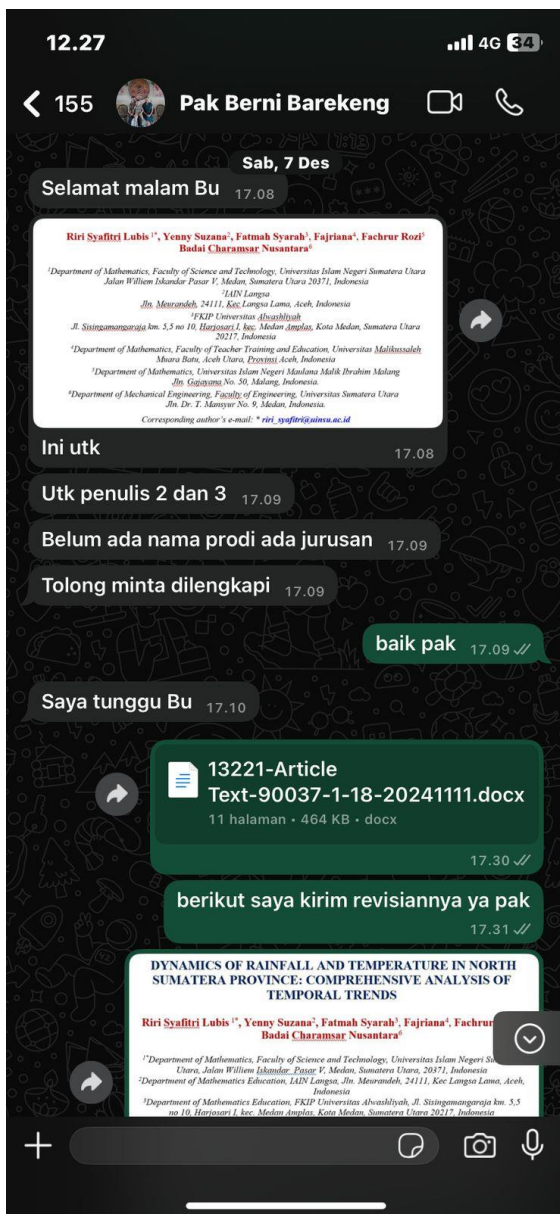 12.27
4G 34
155 Pak Berni Barekeng
Sab, 7 Des
Selamat malam Bu 17.08
Riri Syafitri Lubis 1*, Yenny Suzana2, Fatmah Syarah3, Fajriana4, Fachrur Rozi5
Badai Charamsar Nusantara6
1Department of Mathematics, Faculty of Science and Technology, Universitas Islam Negeri Sumatera Utara
Jalan Williem Iskandar Pasar V, Medan, Sumatera Utara 20371, Indonesia
2IAIN Langsa
Jln. Meurandeh, 24111, Kec Langsa Lama, Aceh, Indonesia
3FKIP Universitas Alwashliyah
Jl. Sisingamangaraja km. 5,5 no 10, Harjosari I, kec. Medan Amplas, Kota Medan, Sumatera Utara
20217, Indonesia
4Department of Mathematics, Faculty of Teacher Training and Education, Universitas Malikussaleh
Muara Batu, Aceh Utara, Provinsi Aceh, Indonesia
5Department of Mathematics, Universitas Islam Negeri Maulana Malik Ibrahim Malang
Jln. Gajayana No. 50, Malang, Indonesia.
6Department of Mechanical Engineering, Faculty of Engineering, Universitas Sumatera Utara
Jln. Dr. T. Mansyur No. 9, Medan, Indonesia.
Corresponding author's e-mail: * riri_syafitri@uinsu.ac.id
Ini utk 17.08
Utk penulis 2 dan 3 17.09
Belum ada nama prodi ada jurusan 17.09
Tolong minta dilengkapi 17.09
baik pak 17.09
Saya tunggu Bu 17.10
13221-Article
Text-90037-1-18-20241111.docx
11 halaman • 464 KB • docx
17.30
berikut saya kirim revisiannya ya pak
17.31
DYNAMICS OF RAINFALL AND TEMPERATURE IN NORTH
SUMATERA PROVINCE: COMPREHENSIVE ANALYSIS OF
TEMPORAL TRENDS
Riri Syafitri Lubis 1*, Yenny Suzana2, Fatmah Syarah3, Fajriana4, Fachrur
Badai Charamsar Nusantara6
1*Department of Mathematics, Faculty of Science and Technology, Universitas Islam Negeri
Utara, Jalan Williem Iskandar Pasar V, Medan, Sumatera Utara, 20371, Indonesia
2Department of Mathematics Education, IAIN Langsa, Jln. Meurandeh, 24111, Kec Langsa Lama, Aceh,
Indonesia
3Department of Mathematics Education, FKIP Universitas Alwashliyah, Jl. Sisingamangaraja km. 5,5
no 10, Harjosari I, kec. Medan Amplas, Kota Medan, Sumatera Utara 20217, Indonesia